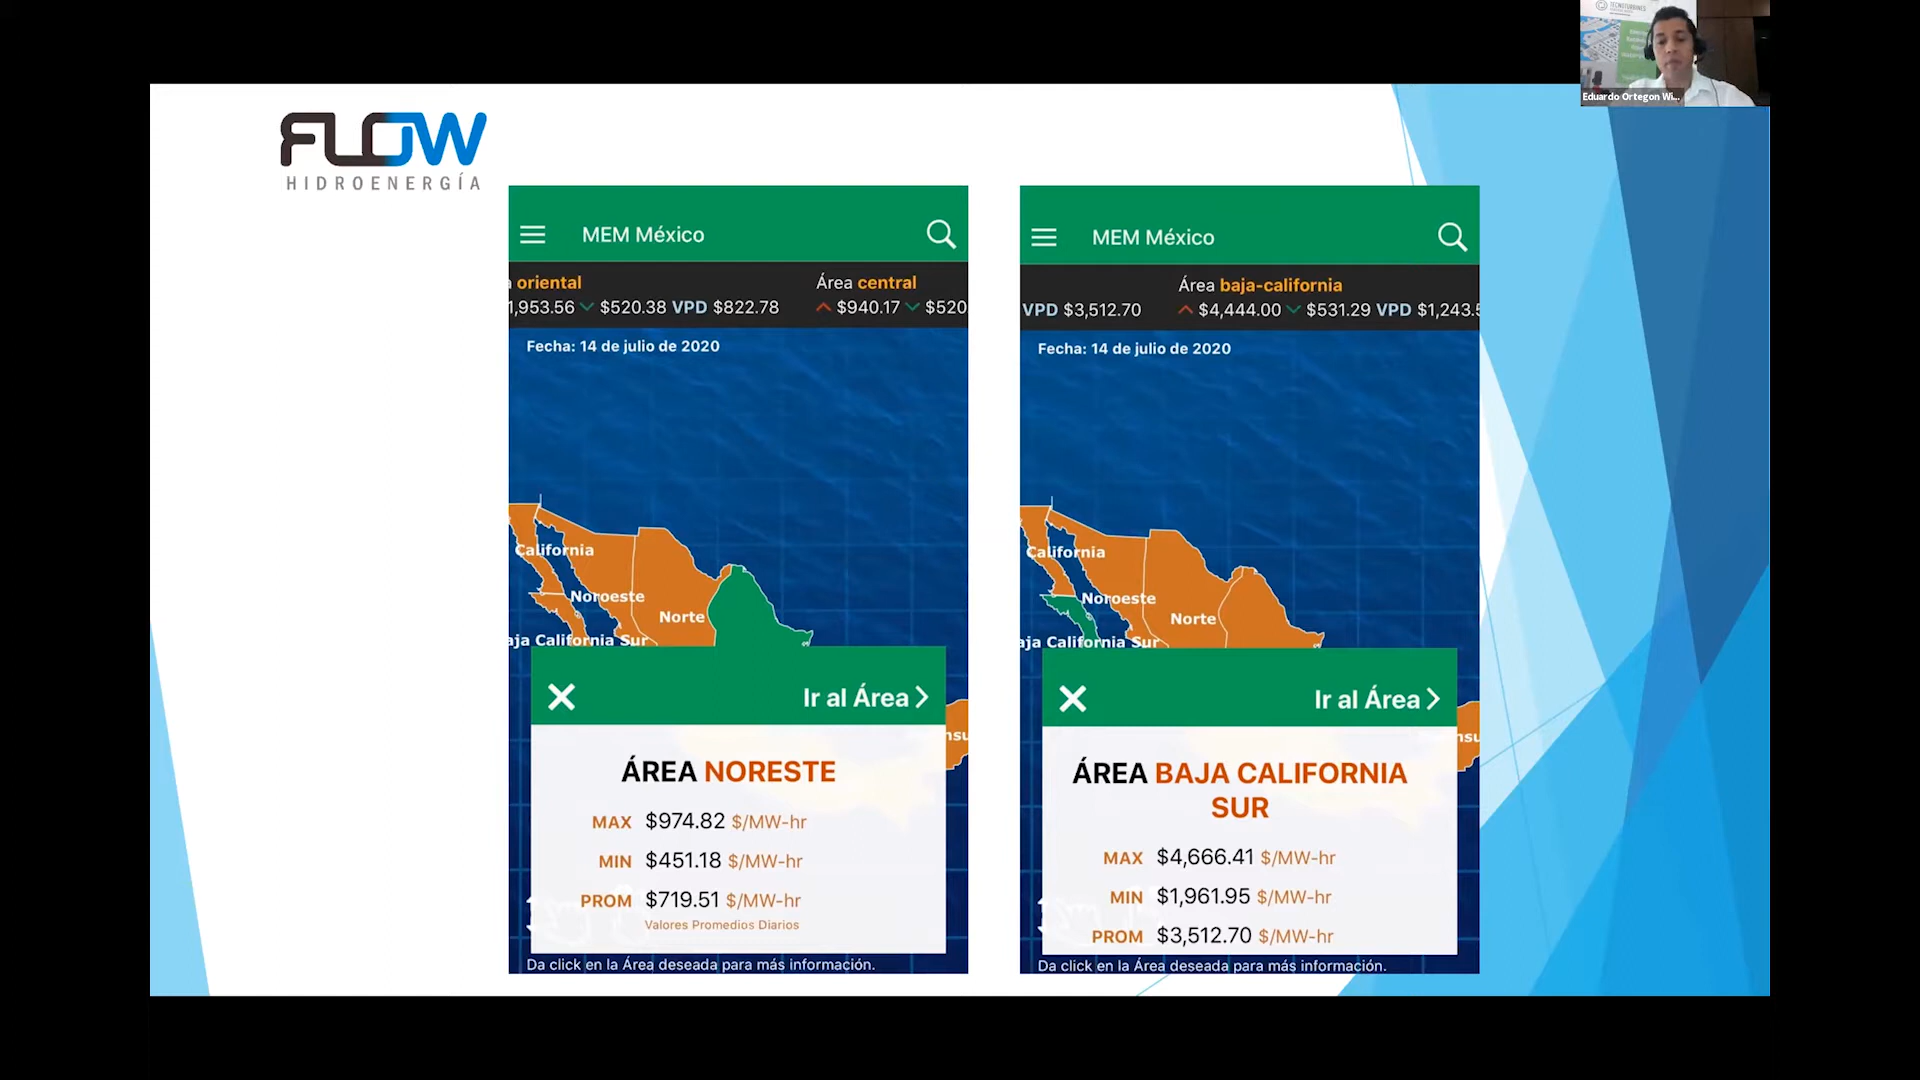 TECNOTURBINES
Eduardo Ortegon Wi...
FLOW
HIDROENERGÍA
MEM México
oriental
1,953.56 $520.38 VPD $822.78
Área central
$940.17 $520
Fecha: 14 de julio de 2020
California
Noroeste
Norte
aja California Sur
nsu
Ir al Área
ÁREA NORESTE
MAX $974.82 $/MW-hr
MIN $451.18 $/MW-hr
PROM $719.51 $/MW-hr
Valores Promedios Diarios
Da click en la Área deseada para más información.
MEM México
VPD $3,512.70
Área baja-california
$4,444.00 $531.29 VPD $1,243.5
Fecha: 14 de julio de 2020
California
Noroeste
Norte
aja California Sur
nsu
Ir al Área
ÁREA BAJA CALIFORNIA
SUR
MAX $4,666.41 $/MW-hr
MIN $1,961.95 $/MW-hr
PROM $3,512.70 $/MW-hr
Da click en la Área deseada para más información.